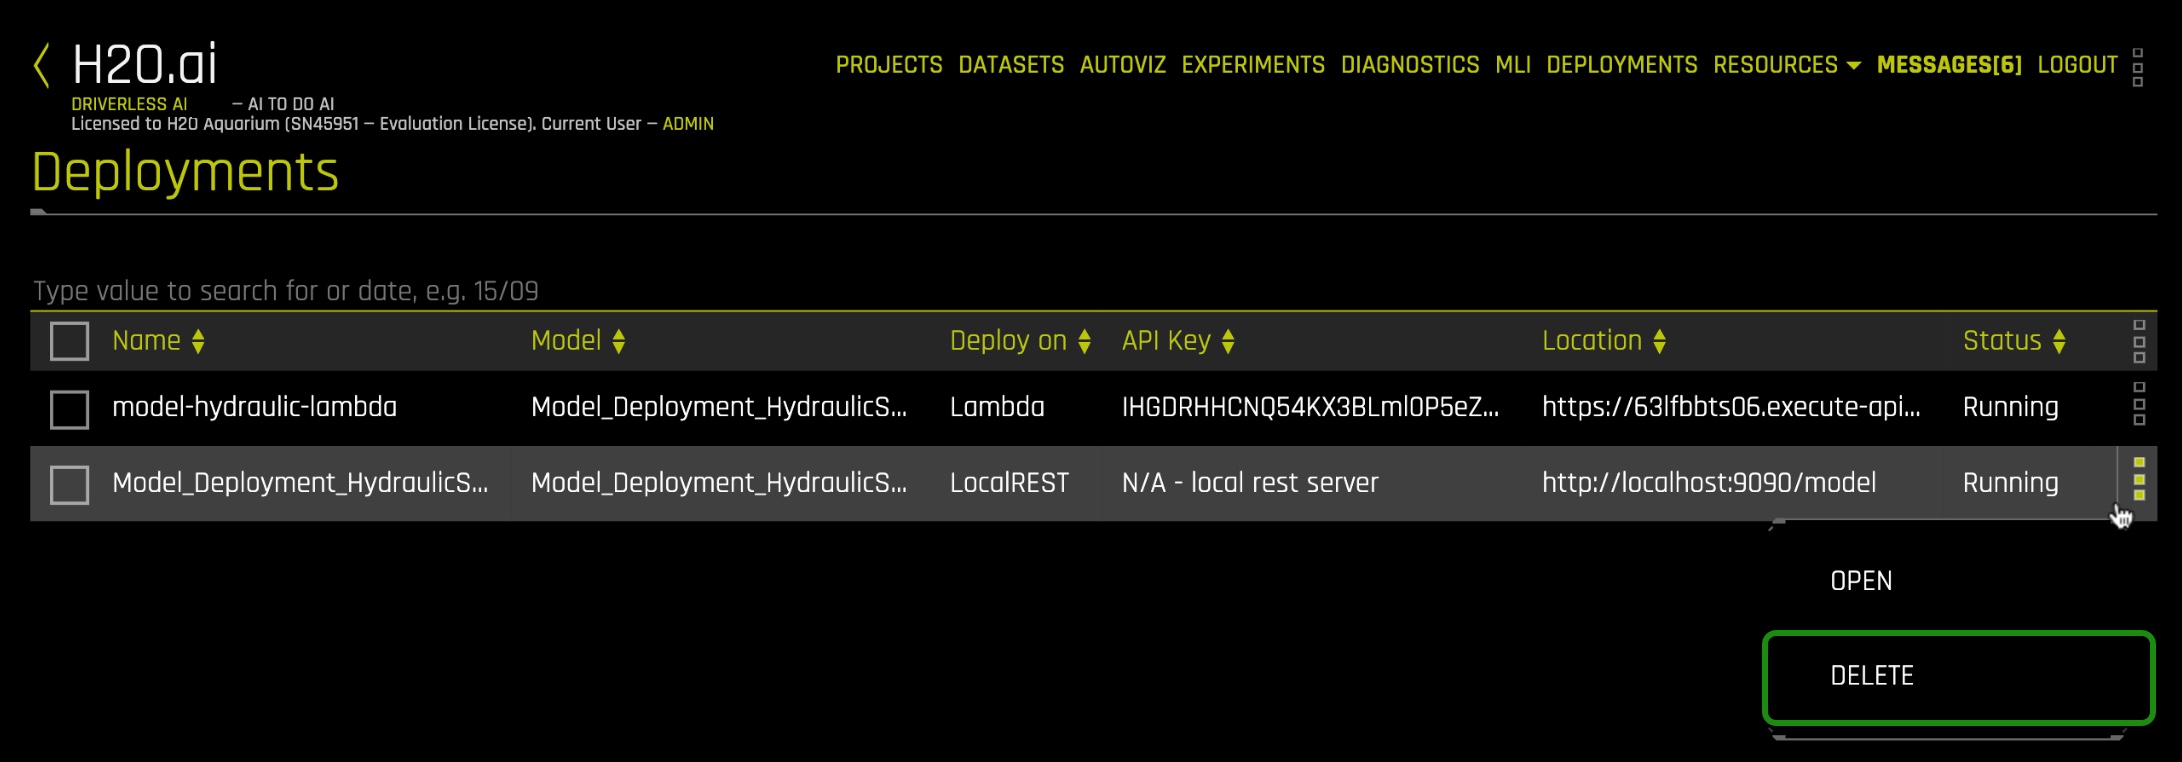 H2O.ai
PROJECTS DATASETS AUTOVIZ EXPERIMENTS DIAGNOSTICS MLI DEPLOYMENTS RESOURCES MESSAGES[6] LOGOUT
DRIVERLESS AI – AI TO DO AI
Licensed to H2O Aquarium (SN45951 – Evaluation License). Current User – ADMIN
Deployments
Type value to search for or date, e.g. 15/09
Name Model Deploy on API Key Location Status
model-hydraulic-lambda Model_Deployment_HydraulicS... Lambda IHGDRHHCNQ54KX3BLml0P5eZ... https://63lfbbts06.execute-api... Running
Model_Deployment_HydraulicS... Model_Deployment_HydraulicS... LocalREST N/A - local rest server http://localhost:9090/model Running
OPEN
DELETE